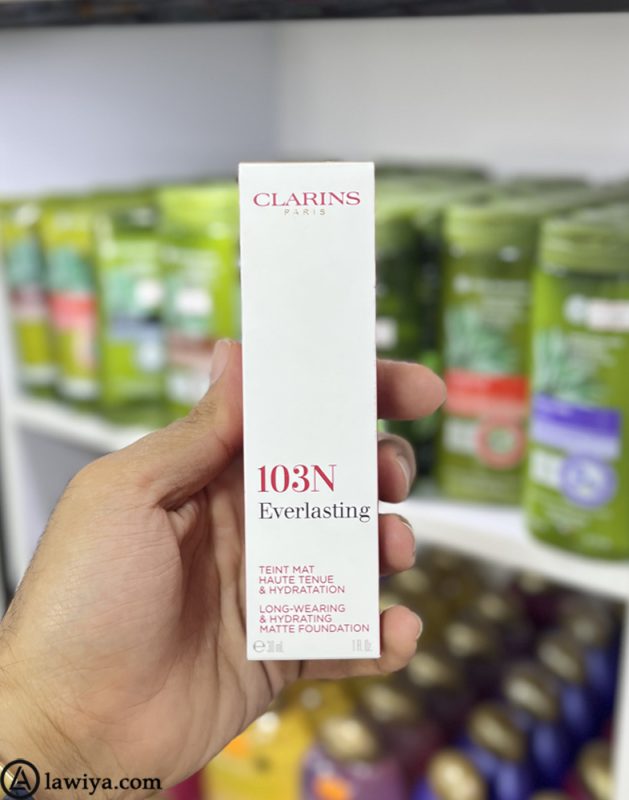 CLARINS
PARIS
103N
Everlasting
TEINT MAT
HAUTE TENUE
& HYDRATATION
LONG-WEARING
& HYDRATING
MATTE FOUNDATION
℮ 30 mL 1 Fl. Oz.
lawiya.com